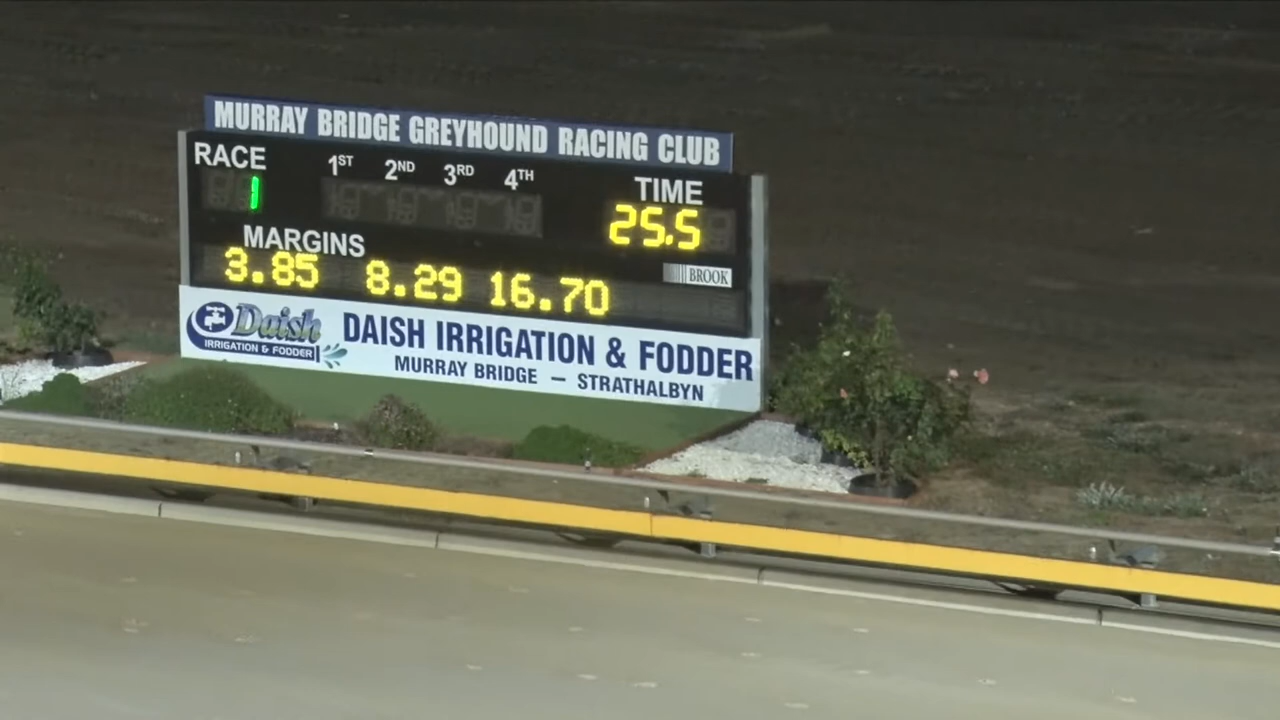 MURRAY BRIDGE GREYHOUND RACING CLUB
RACE 1ST 2ND 3RD 4TH TIME
1 25.5
MARGINS
3.85 8.29 16.70
BROOK
Daish
IRRIGATION & FODDER
DAISH IRRIGATION & FODDER
MURRAY BRIDGE — STRATHALBYN